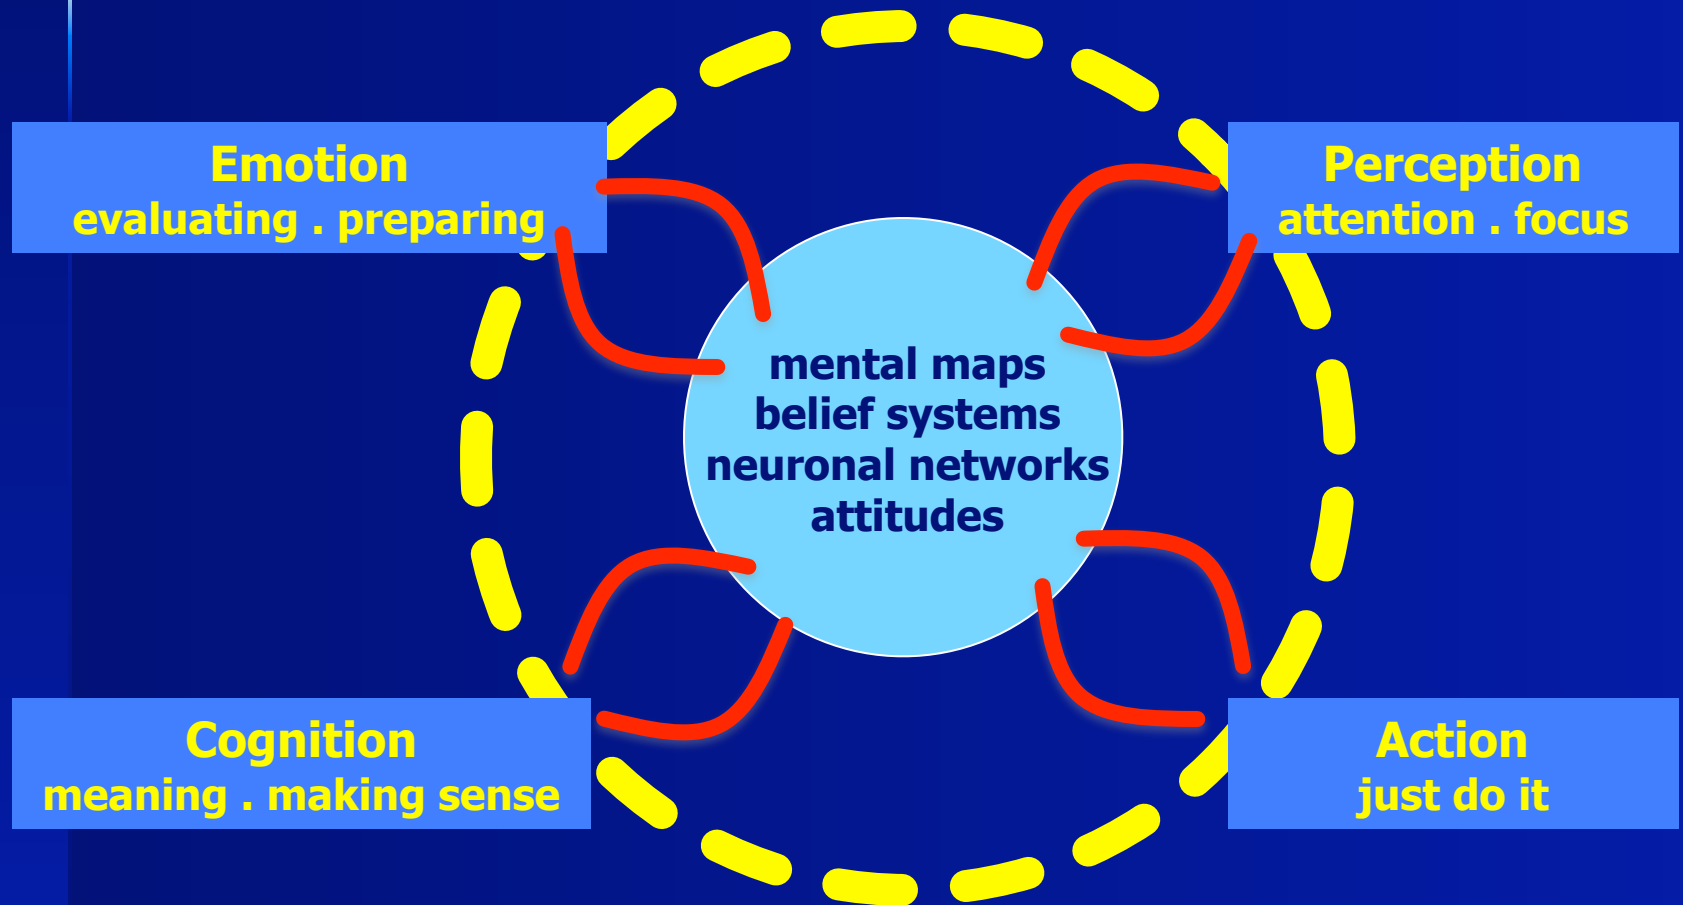 Emotion
evaluating . preparing
Perception
attention . focus
mental maps
belief systems
neuronal networks
attitudes
Cognition
meaning . making sense
Action
just do it